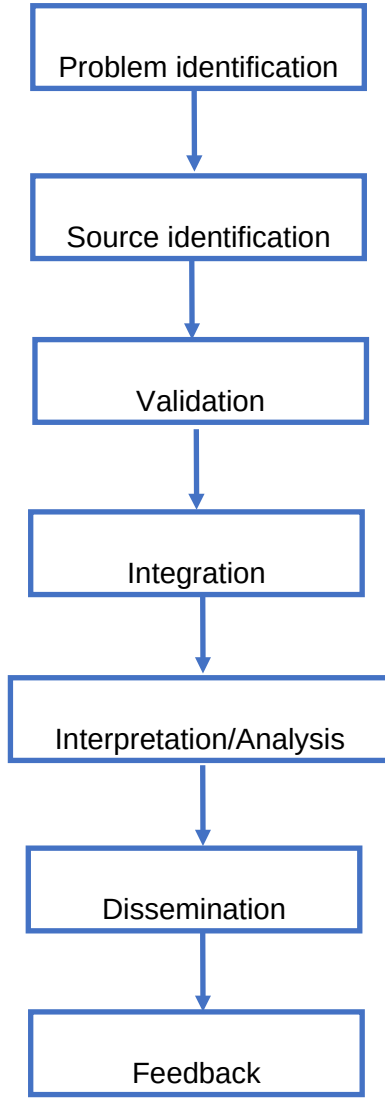 Problem identification
Source identification
Validation
Integration
Interpretation/Analysis
Dissemination
Feedback